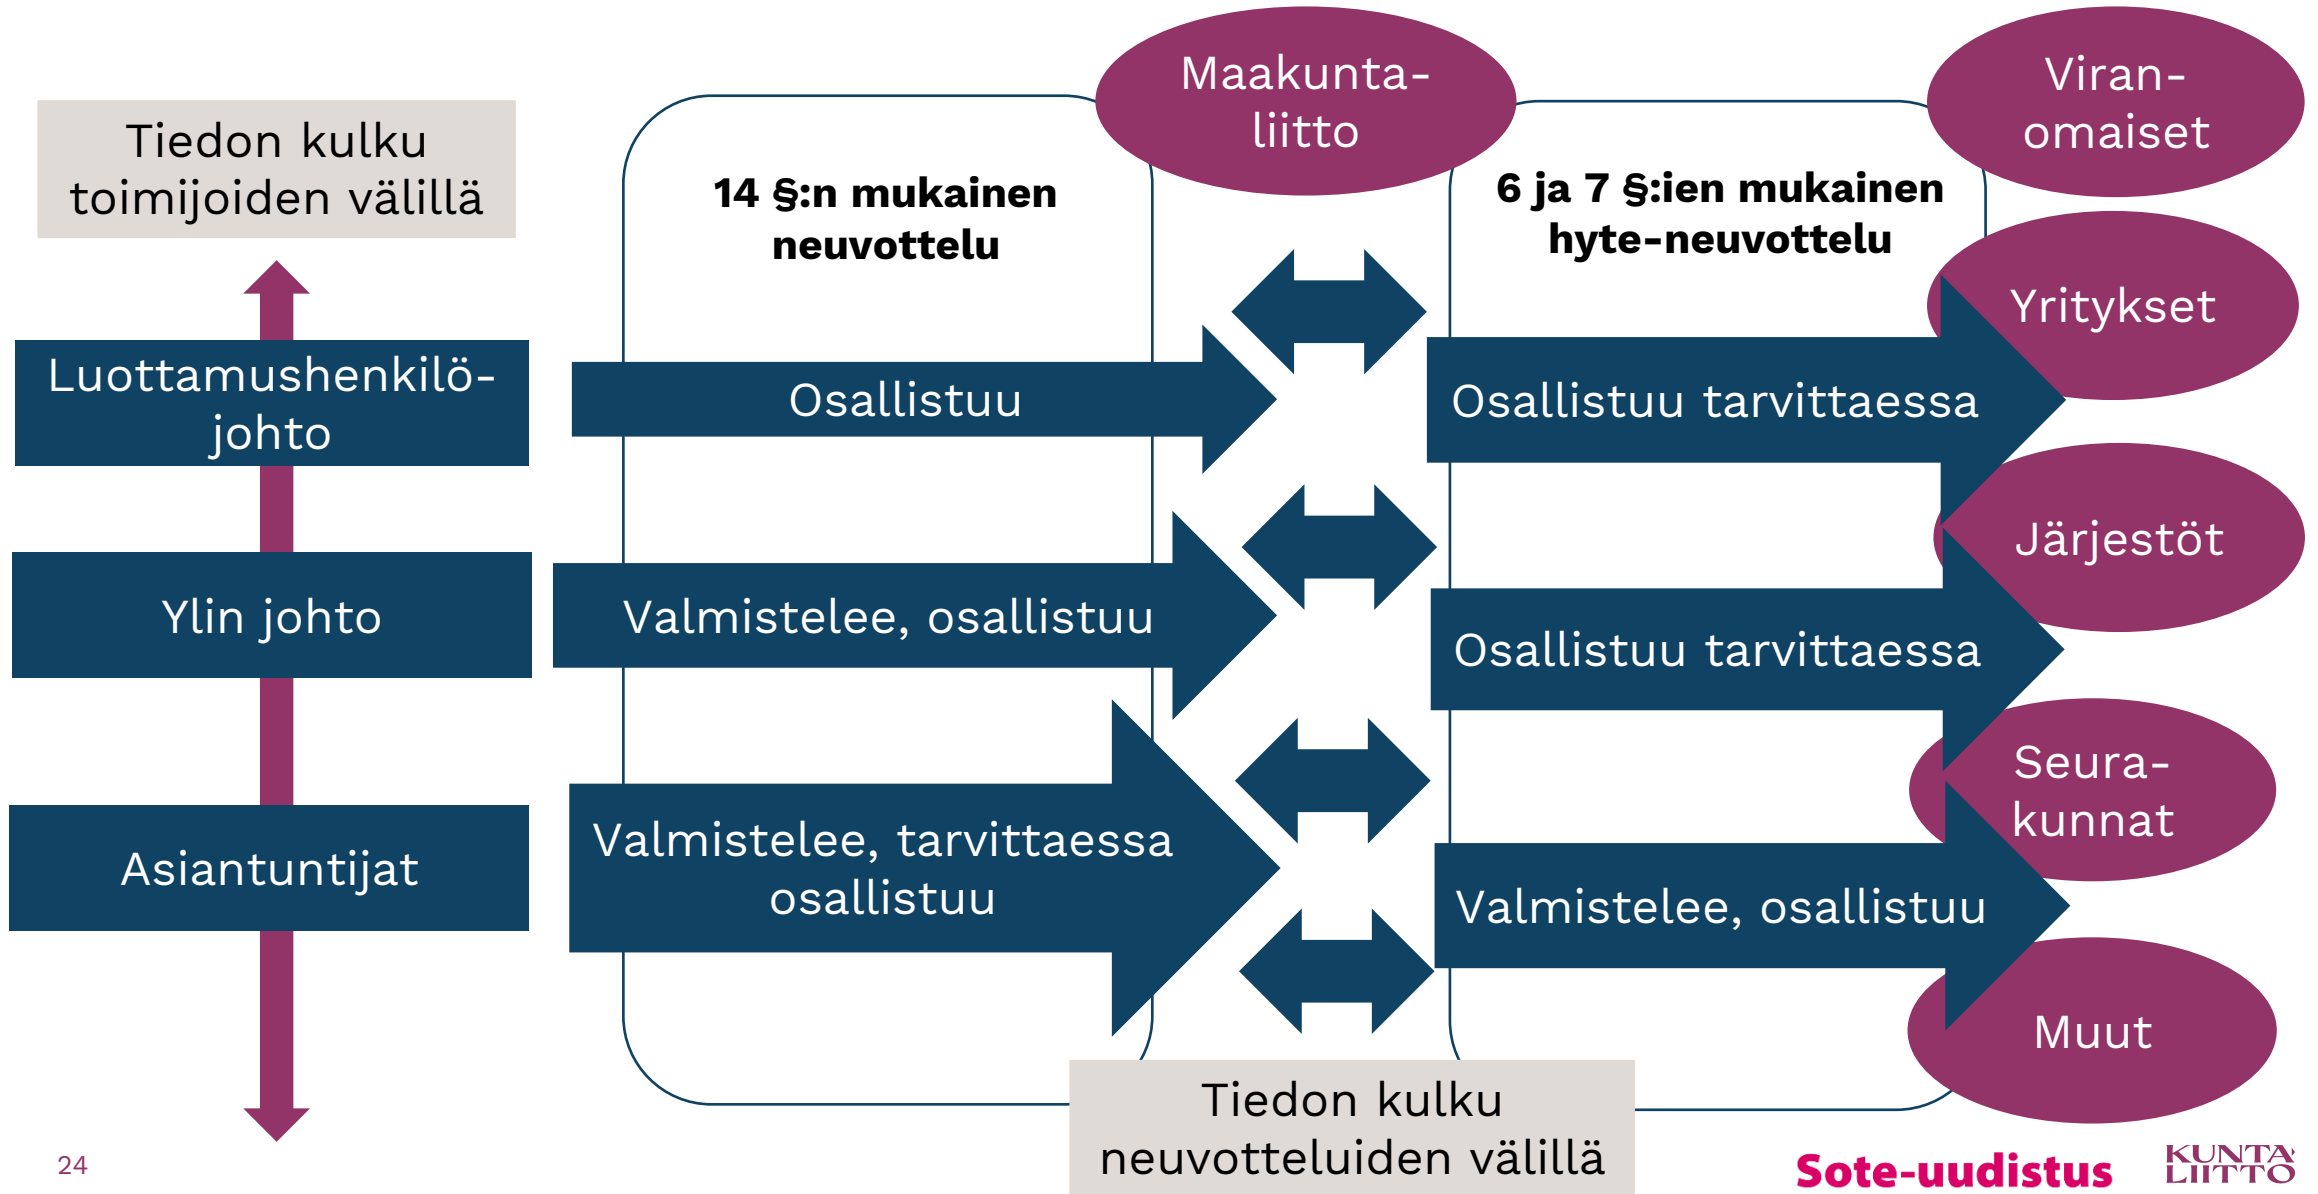 Tiedon kulku
toimijoiden välillä
Luottamushenkilö-
johto
Ylin johto
Asiantuntijat
14 §:n mukainen
neuvottelu
Osallistuu
Valmistelee, osallistuu
Valmistelee, tarvittaessa
osallistuu
Maakunta-
liitto
6 ja 7 §:ien mukainen
hyte-neuvottelu
Osallistuu tarvittaessa
Osallistuu tarvittaessa
Valmistelee, osallistuu
Viran-
omaiset
Yritykset
Järjestöt
Seura-
kunnat
Muut
Tiedon kulku
neuvotteluiden välillä
24
Sote-uudistus
KUNTA
LIITTO